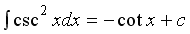 ∫csc² xdx = −cot x + c